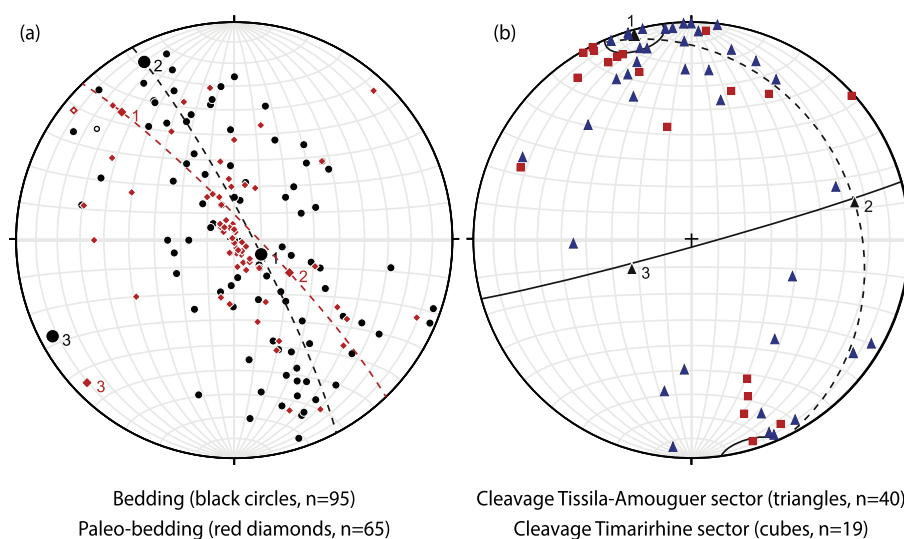 (a)
2
1
1
2
3
3
Bedding (black circles, n=95)
Paleo-bedding (red diamonds, n=65)
(b)
1
2
3
Cleavage Tissila-Amouguer sector (triangles, n=40)
Cleavage Timarirhine sector (cubes, n=19)